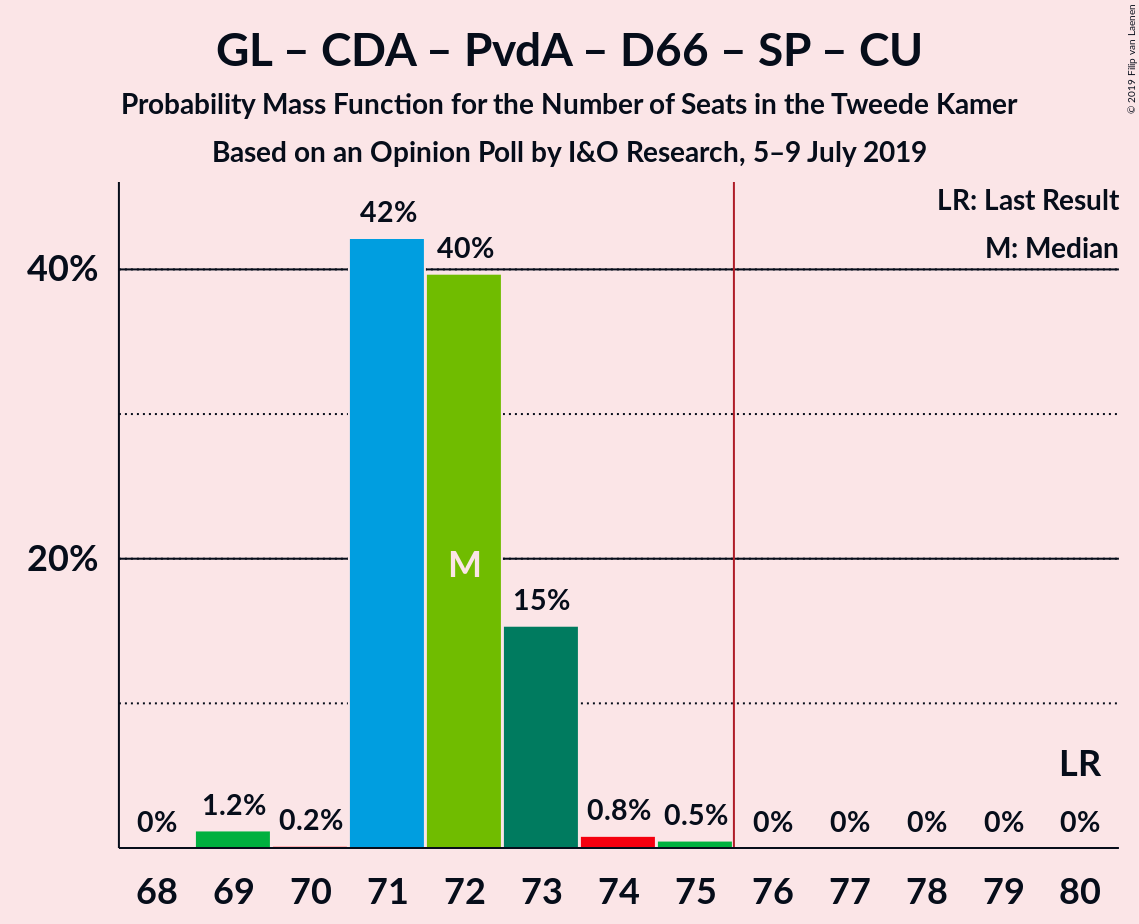 GL – CDA – PvdA – D66 – SP – CU
Probability Mass Function for the Number of Seats in the Tweede Kamer
Based on an Opinion Poll by I&O Research, 5–9 July 2019
© 2019 Filip van Laenen
LR: Last Result
M: Median
40%
20%
42%
40%
M
15%
LR
0%
1.2%
0.2%
0.8%
0.5%
0%
0%
0%
0%
0%
68 69 70 71 72 73 74 75 76 77 78 79 80